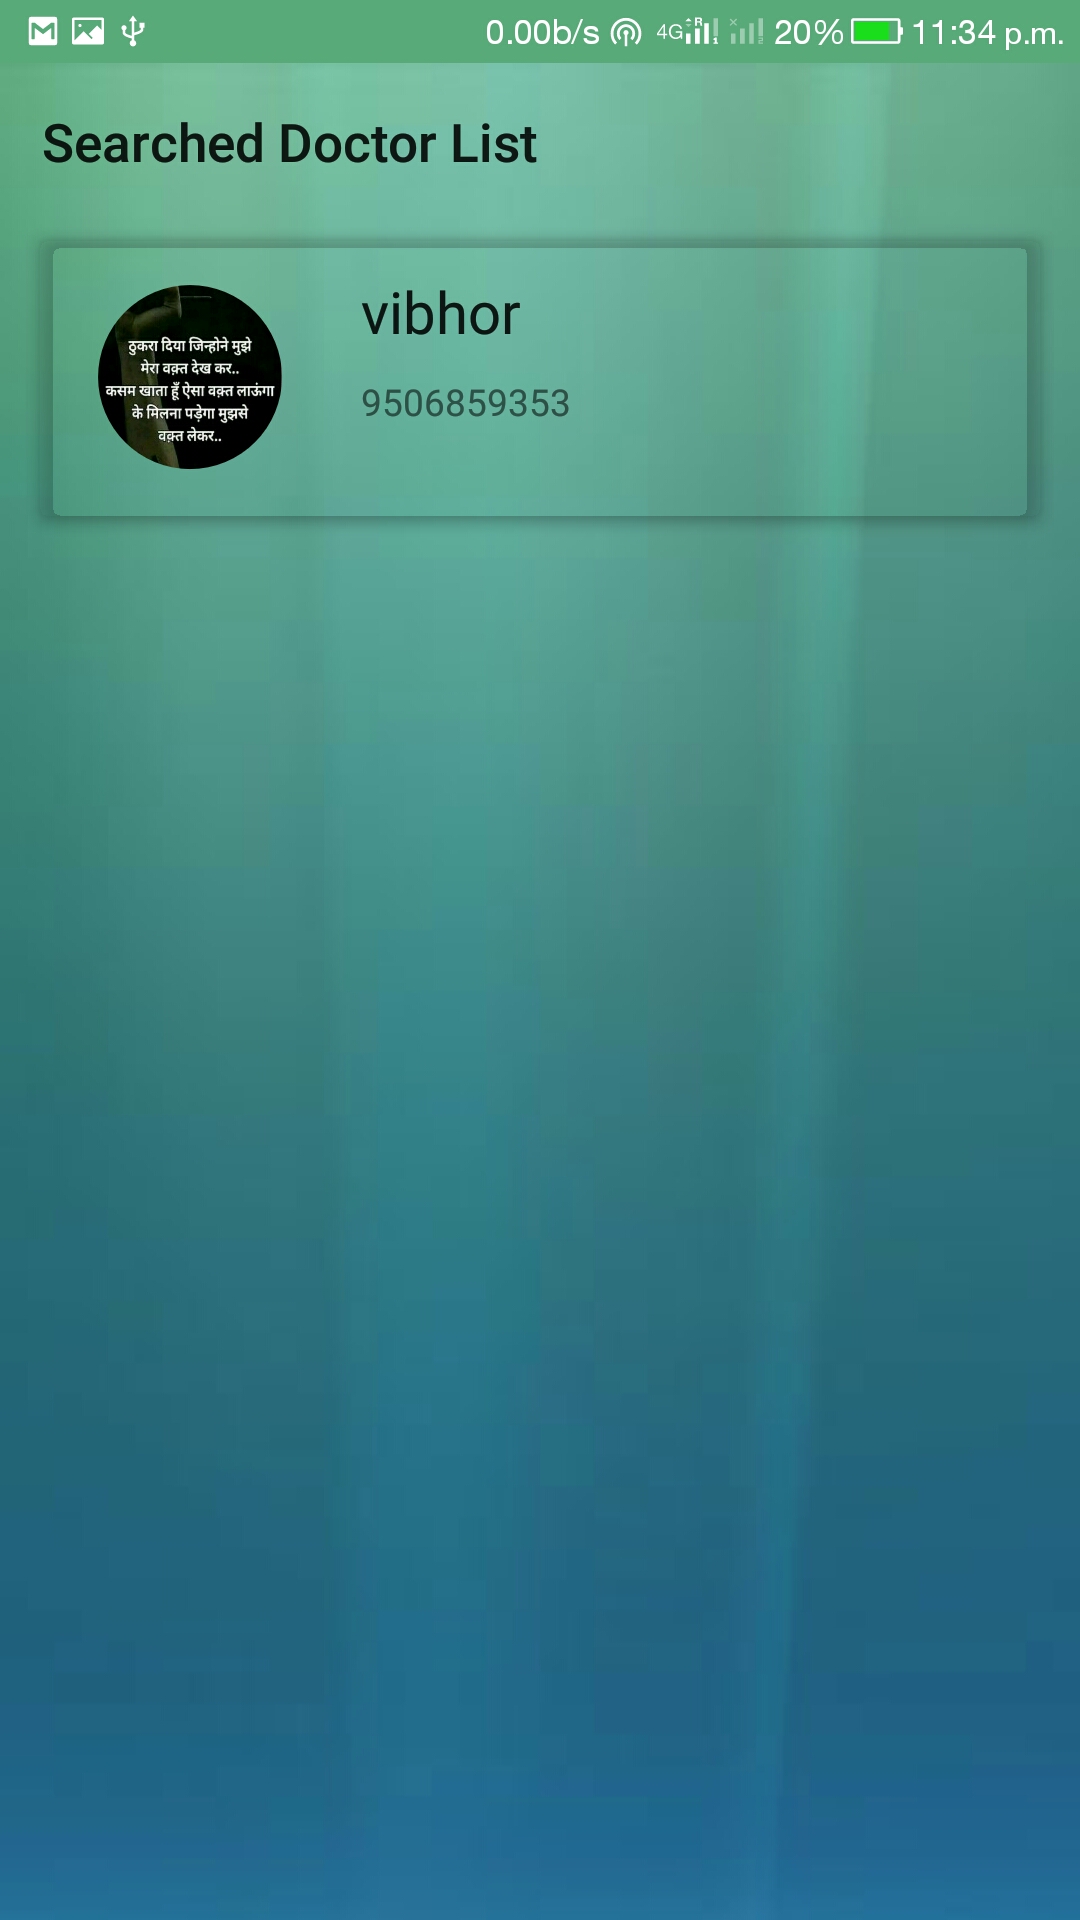 0.00b/s 4G R 1 20% 11:34 p.m.
Searched Doctor List
vibhor
9506859353
ठुकरा दिया जिन्होने मुझे
मेरा वक़्त देख कर..
कसम खाता हूँ ऐसा वक़्त लाऊंगा
के मिलना पड़ेगा मुझसे
वक़्त लेकर..